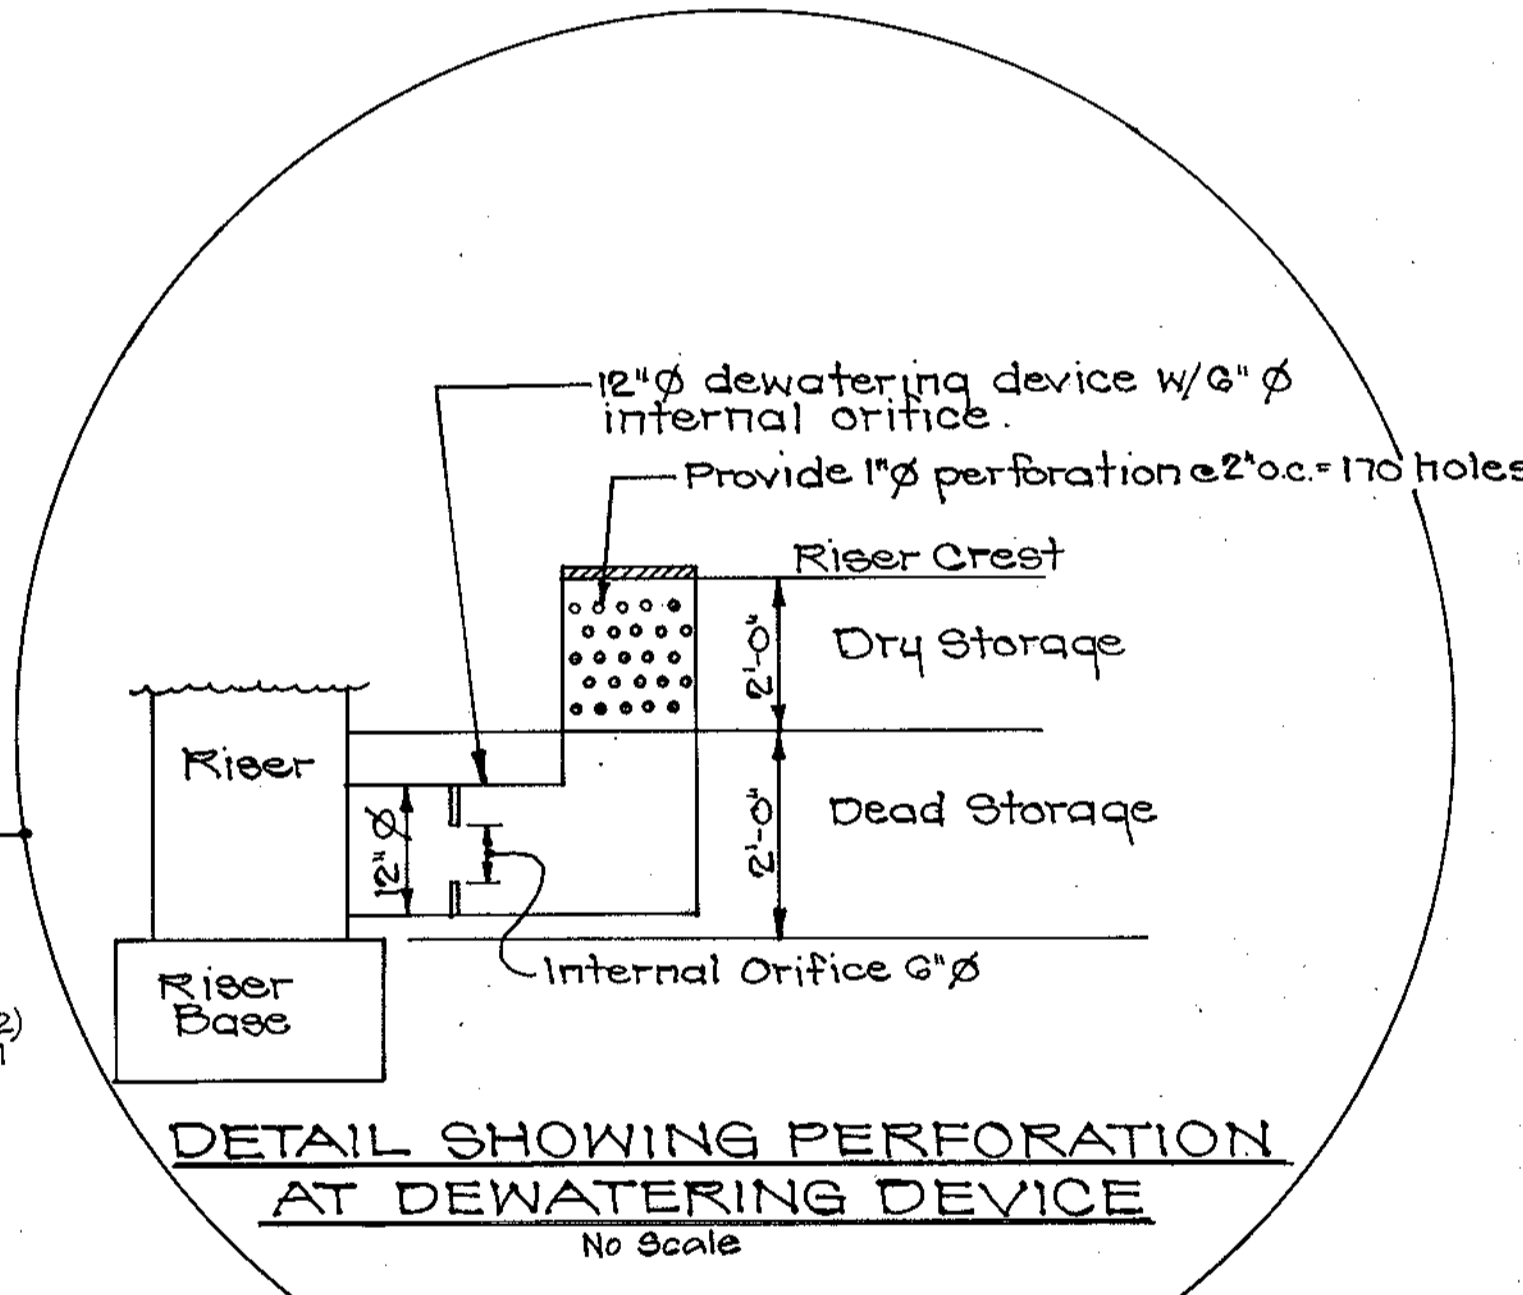 12"Ø dewatering device w/6" Ø
internal orifice.
Provide 1"Ø perforation @ 2"o.c. = 170 holes
Riser Crest
2'-0"
Dry Storage
Riser
12" Ø
2'-0"
Dead Storage
Internal Orifice 6"Ø
Riser
Base
2)
DETAIL SHOWING PERFORATION
AT DEWATERING DEVICE
No Scale